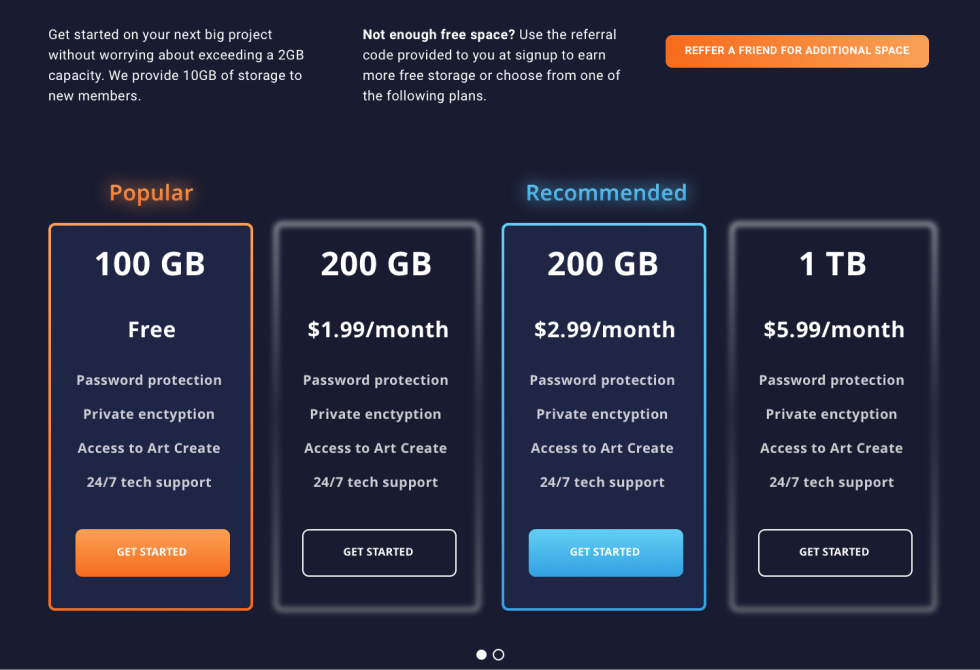 Get started on your next big project
without worrying about exceeding a 2GB
capacity. We provide 10GB of storage to
new members.
Not enough free space? Use the referral
code provided to you at signup to earn
more free storage or choose from one of
the following plans.
REFFER A FRIEND FOR ADDITIONAL SPACE
Popular
100 GB
Free
Password protection
Private enctyption
Access to Art Create
24/7 tech support
GET STARTED
200 GB
$1.99/month
Password protection
Private enctyption
Access to Art Create
24/7 tech support
GET STARTED
Recommended
200 GB
$2.99/month
Password protection
Private enctyption
Access to Art Create
24/7 tech support
GET STARTED
1 TB
$5.99/month
Password protection
Private enctyption
Access to Art Create
24/7 tech support
GET STARTED